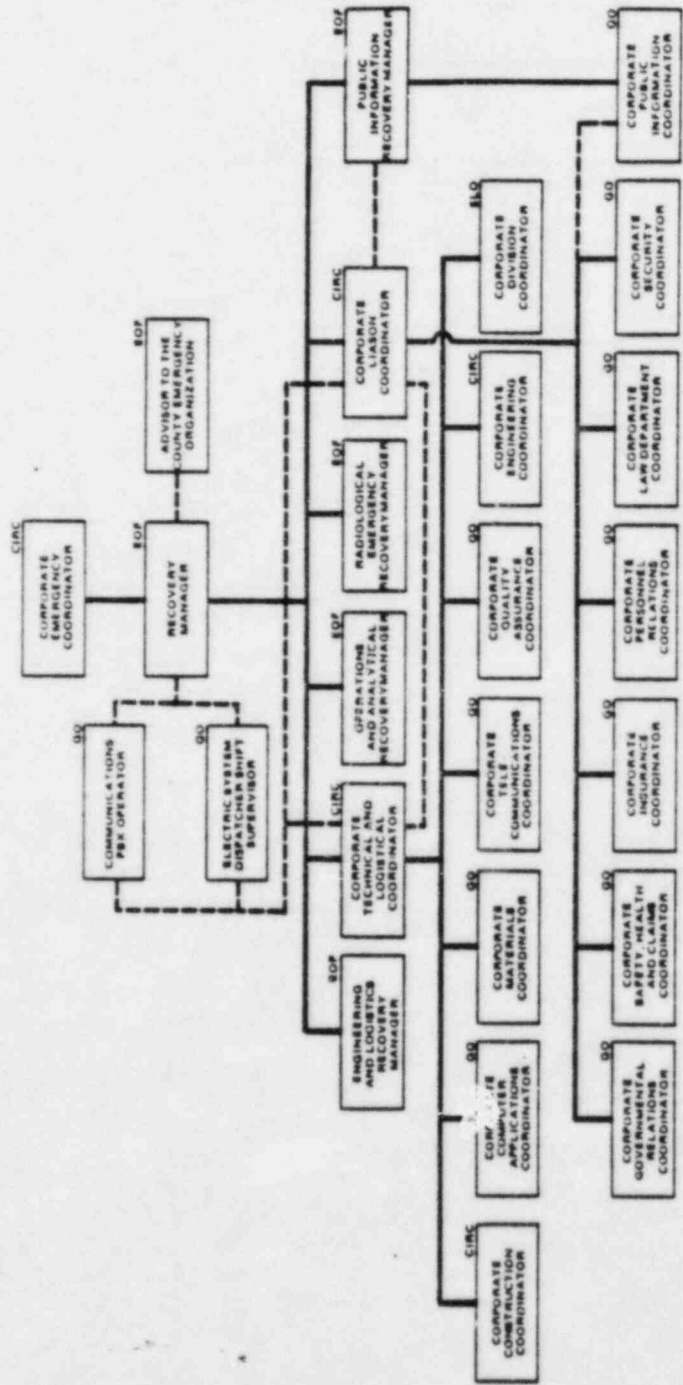 CIRC
CORPORATE
EMERGENCY
COORDINATOR
GO
COMMUNICATIONS
PBX OPERATOR
GO
ELECTRIC SYSTEM
DISPATCHER SHIFT
SUPERVISOR
EOF
RECOVERY
MANAGER
EOF
ADVISOR TO THE
COUNTY EMERGENCY
ORGANIZATION
EOF
ENGINEERING
AND LOGISTICS
RECOVERY
MANAGER
CIRC
CORPORATE
TECHNICAL AND
LOGISTICAL
COORDINATOR
EOF
OPERATIONS
AND ANALYTICAL
RECOVERY MANAGER
EOF
RADIOLOGICAL
EMERGENCY
RECOVERY MANAGER
CIRC
CORPORATE
LIASON
COORDINATOR
EOF
PUBLIC
INFORMATION
RECOVERY MANAGER
CIRC
CORPORATE
CONSTRUCTION
COORDINATOR
GO
COMPUTER
APPLICATIONS
COORDINATOR
GO
CORPORATE
MATERIALS
COORDINATOR
GO
CORPORATE
TELE
COMMUNICATIONS
COORDINATOR
GO
CORPORATE
QUALITY
ASSURANCE
COORDINATOR
CIRC
CORPORATE
ENGINEERING
COORDINATOR
CORPORATE
DIVISION
COORDINATOR
GO
CORPORATE
GOVERNMENTAL
RELATIONS
COORDINATOR
GO
CORPORATE
SAFETY, HEALTH
AND CLAIMS
COORDINATOR
GO
CORPORATE
INSURANCE
COORDINATOR
GO
CORPORATE
PERSONNEL
RELATIONS
COORDINATOR
GO
CORPORATE
LAW DEPARTMENT
COORDINATOR
GO
CORPORATE
SECURITY
COORDINATOR
GO
CORPORATE
PUBLIC
INFORMATION
COORDINATOR